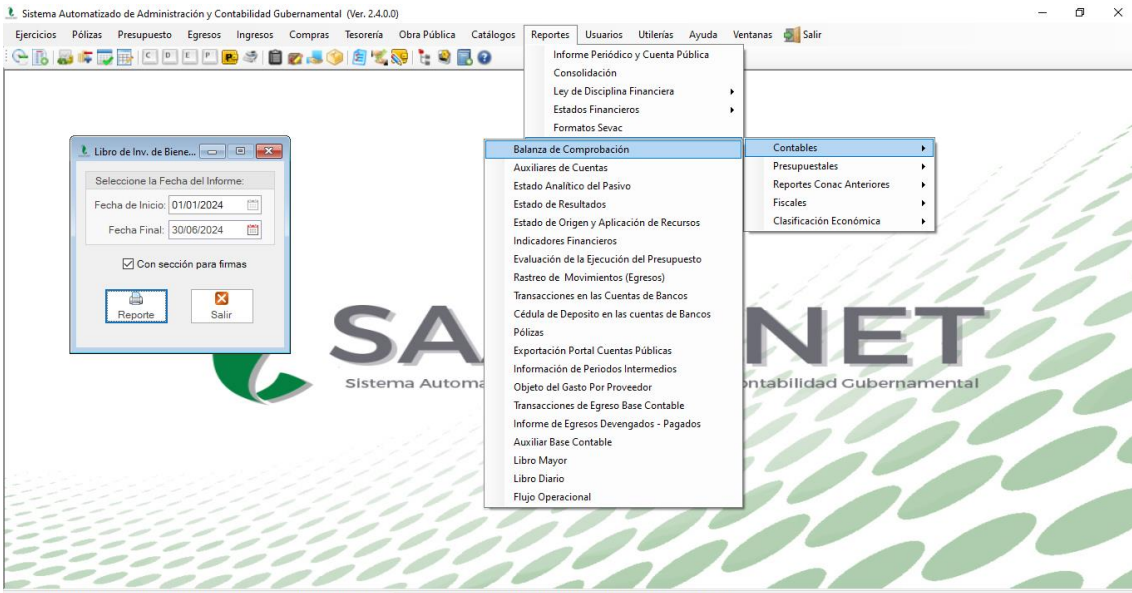 Sistema Automatizado de Administración y Contabilidad Gubernamental (Ver. 2.4.0.0)
Ejercicios Pólizas Presupuesto Egresos Ingresos Compras Tesorería Obra Pública Catálogos Reportes Usuarios Utilerías Ayuda Ventanas Salir
C D E P P
Informe Periódico y Cuenta Pública
Consolidación
Ley de Disciplina Financiera
Estados Financieros
Formatos Sevac
Contables
Presupuestales
Reportes Conac Anteriores
Fiscales
Clasificación Económica
Balanza de Comprobación
Auxiliares de Cuentas
Estado Analítico del Pasivo
Estado de Resultados
Estado de Origen y Aplicación de Recursos
Indicadores Financieros
Evaluación de la Ejecución del Presupuesto
Rastreo de Movimientos (Egresos)
Transacciones en las Cuentas de Bancos
Cédula de Deposito en las cuentas de Bancos
Pólizas
Exportación Portal Cuentas Públicas
Información de Periodos Intermedios
Objeto del Gasto Por Proveedor
Transacciones de Egreso Base Contable
Informe de Egresos Devengados - Pagados
Auxiliar Base Contable
Libro Mayor
Libro Diario
Flujo Operacional
Libro de Inv. de Biene...
Seleccione la Fecha del Informe:
Fecha de Inicio: 01/01/2024
Fecha Final: 30/06/2024
Con sección para firmas
Reporte Salir
SA NET
Sistema Automa ontabilidad Gubernamental